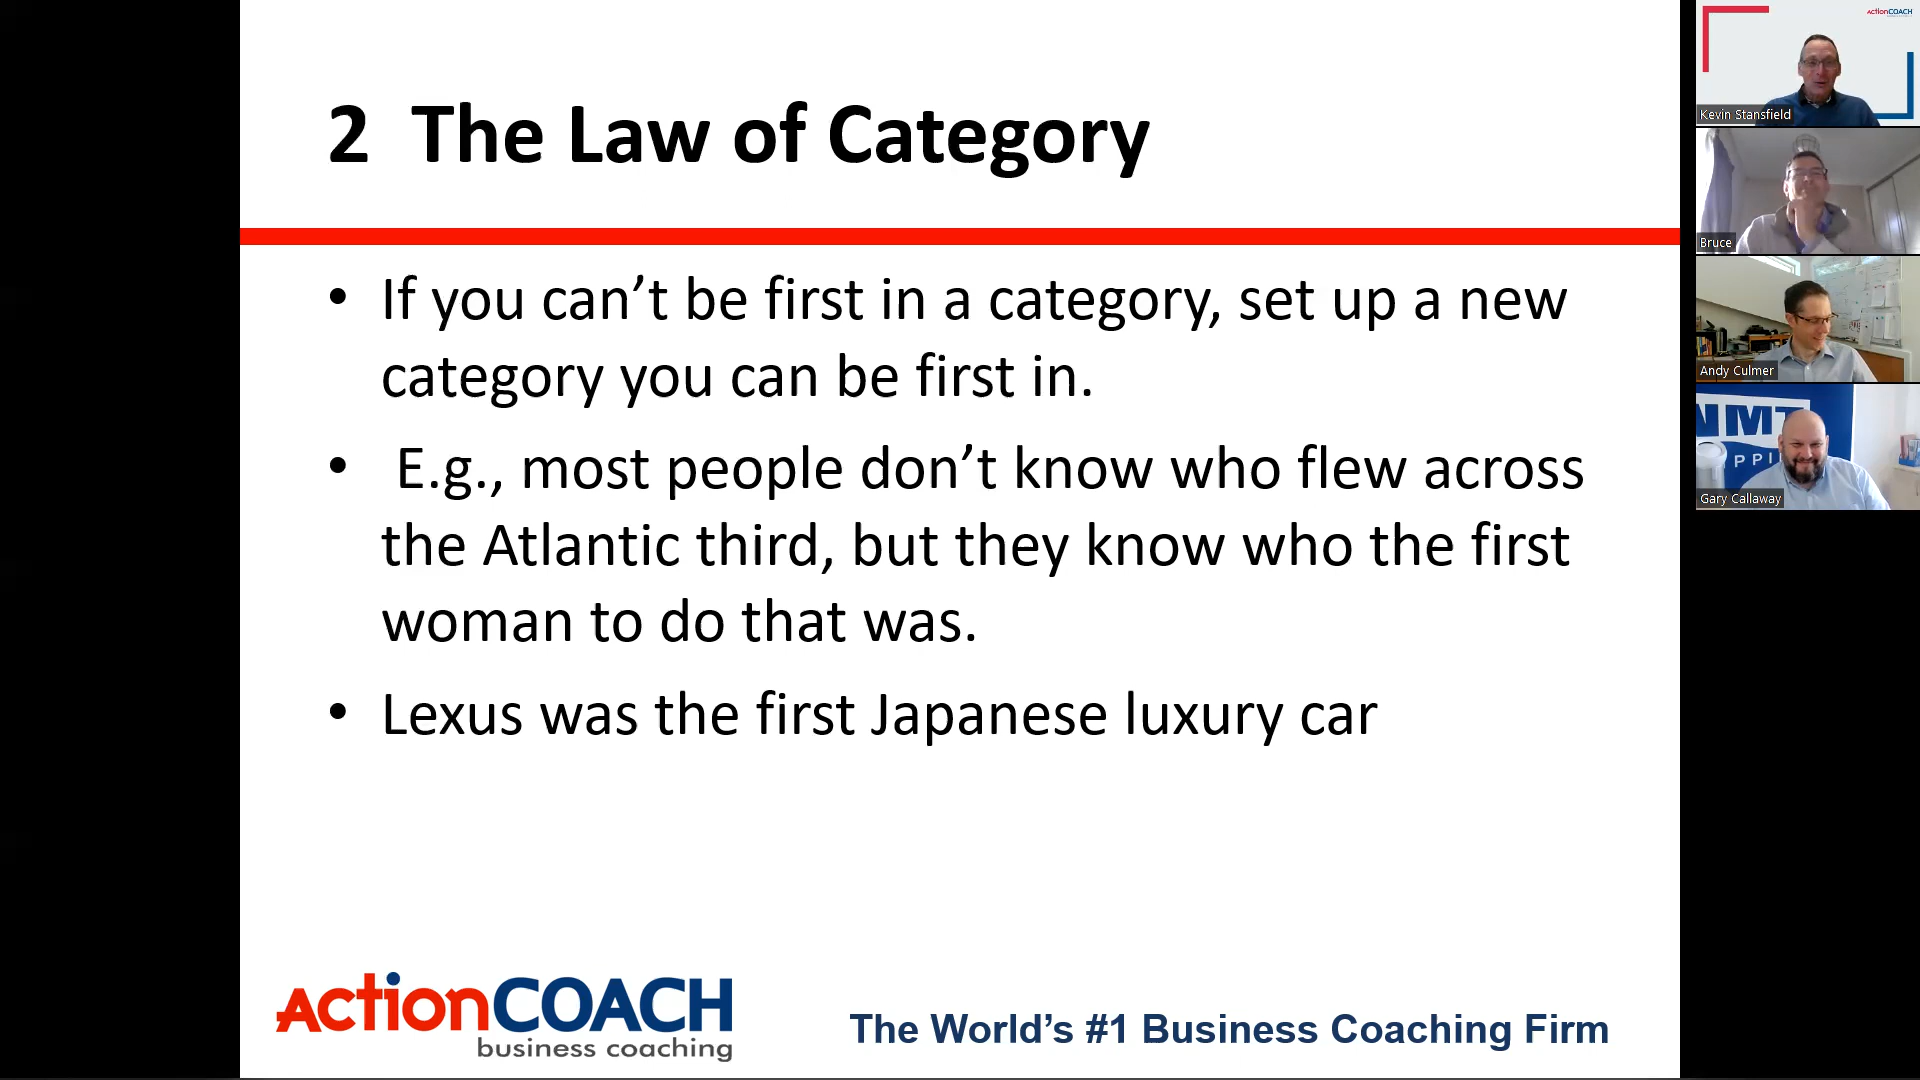 2 The Law of Category
• If you can’t be first in a category, set up a new
category you can be first in.
• E.g., most people don’t know who flew across
the Atlantic third, but they know who the first
woman to do that was.
• Lexus was the first Japanese luxury car
ActionCOACH
business coaching
The World’s #1 Business Coaching Firm
ActionCOACH
Kevin Stansfield
Bruce
Andy Culmer
NMT
PPI
Gary Callaway